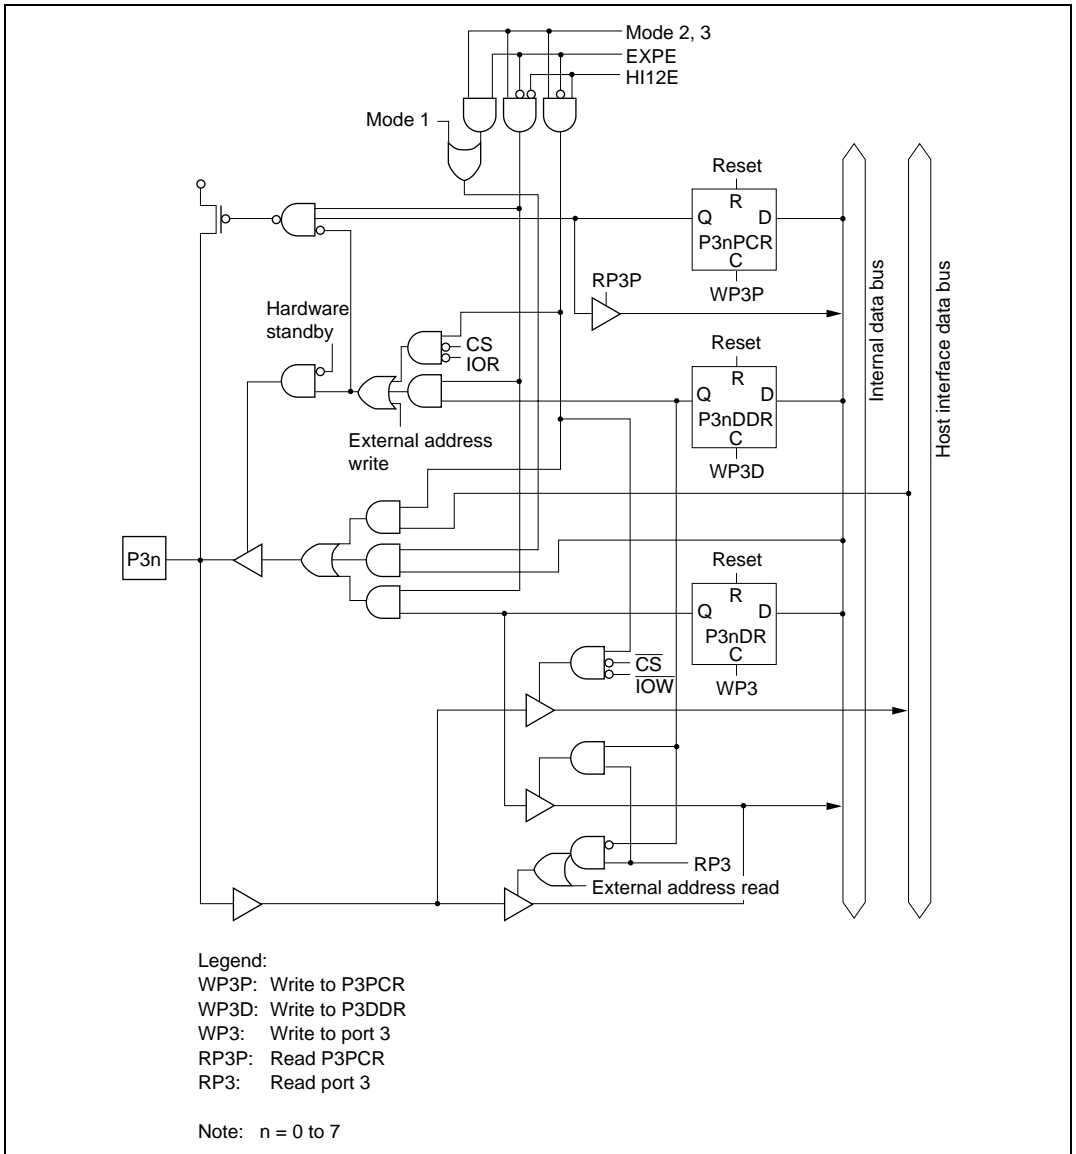 Mode 2, 3
EXPE
HI12E
Mode 1
Reset
R
Q
D
P3nPCR
C
WP3P
RP3P
Hardware
standby
CS
IOR
External address
write
Reset
R
Q
D
P3nDDR
C
WP3D
Internal data bus
Host interface data bus
P3n
Reset
R
Q
D
P3nDR
C
WP3
CS
IOW
RP3
External address read
Legend:
WP3P: Write to P3PCR
WP3D: Write to P3DDR
WP3: Write to port 3
RP3P: Read P3PCR
RP3: Read port 3
Note: n = 0 to 7